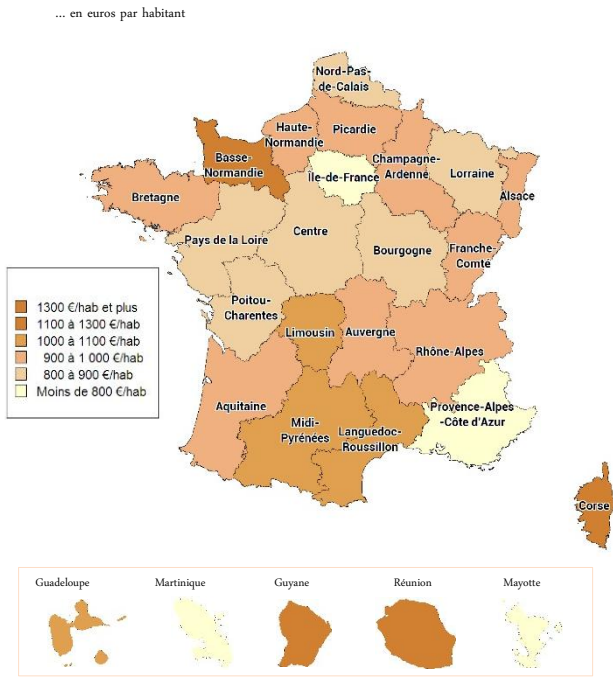 ... en euros par habitant
Nord-Pas-
de-Calais
Haute-
Normandie
Picardie
Basse-
Normandie
Île-de-France
Champagne-
Ardenne
Lorraine
Alsace
Bretagne
Pays de la Loire
Centre
Bourgogne
Franche-
Comté
Poitou-
Charentes
Limousin
Auvergne
Rhône-Alpes
Aquitaine
Midi-
Pyrénées
Languedoc-
Roussillon
Provence-Alpes
-Côte d'Azur
Corse
1300 €/hab et plus
1100 à 1300 €/hab
1000 à 1100 €/hab
900 à 1 000 €/hab
800 à 900 €/hab
Moins de 800 €/hab
Guadeloupe
Martinique
Guyane
Réunion
Mayotte